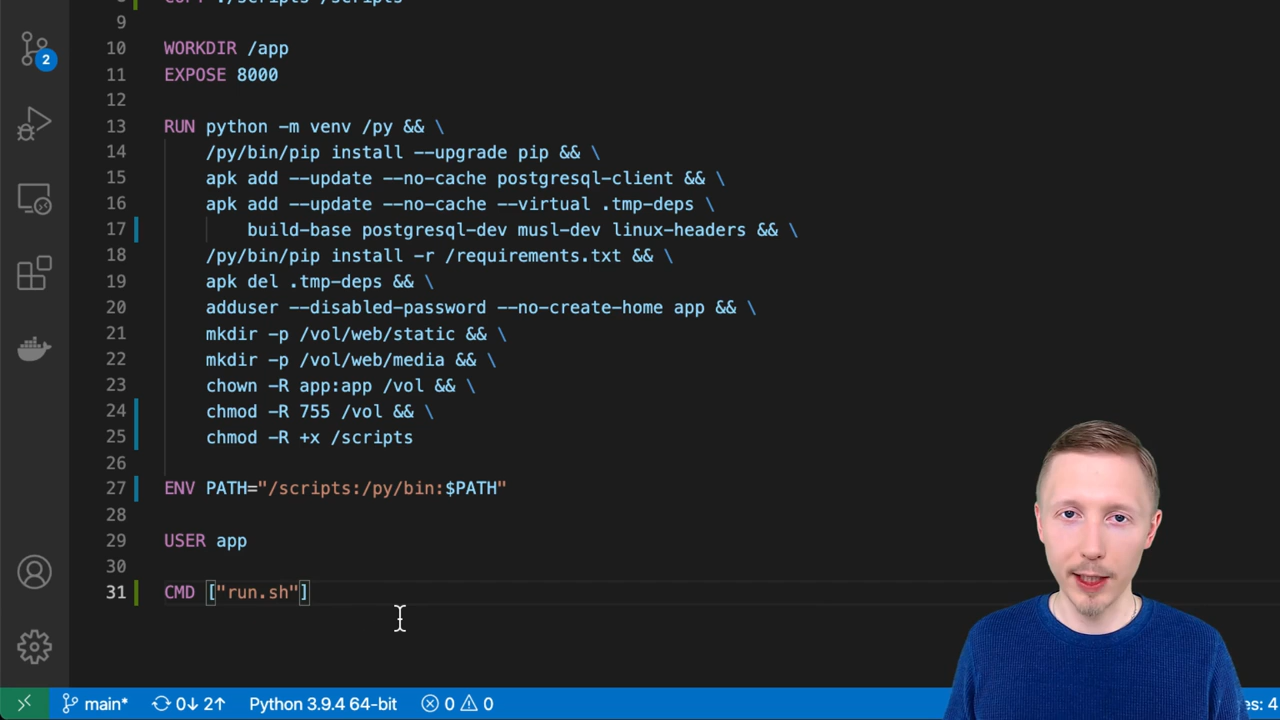 8 COPY ./scripts /scripts
9
10 WORKDIR /app
11 EXPOSE 8000
12
13 RUN python -m venv /py && \
14 /py/bin/pip install --upgrade pip && \
15 apk add --update --no-cache postgresql-client && \
16 apk add --update --no-cache --virtual .tmp-deps \
17 build-base postgresql-dev musl-dev linux-headers && \
18 /py/bin/pip install -r /requirements.txt && \
19 apk del .tmp-deps && \
20 adduser --disabled-password --no-create-home app && \
21 mkdir -p /vol/web/static && \
22 mkdir -p /vol/web/media && \
23 chown -R app:app /vol && \
24 chmod -R 755 /vol && \
25 chmod -R +x /scripts
26
27 ENV PATH="/scripts:/py/bin:$PATH"
28
29 USER app
30
31 CMD ["run.sh"]
2
main* 0↓ 2↑ Python 3.9.4 64-bit 0 0 es: 4